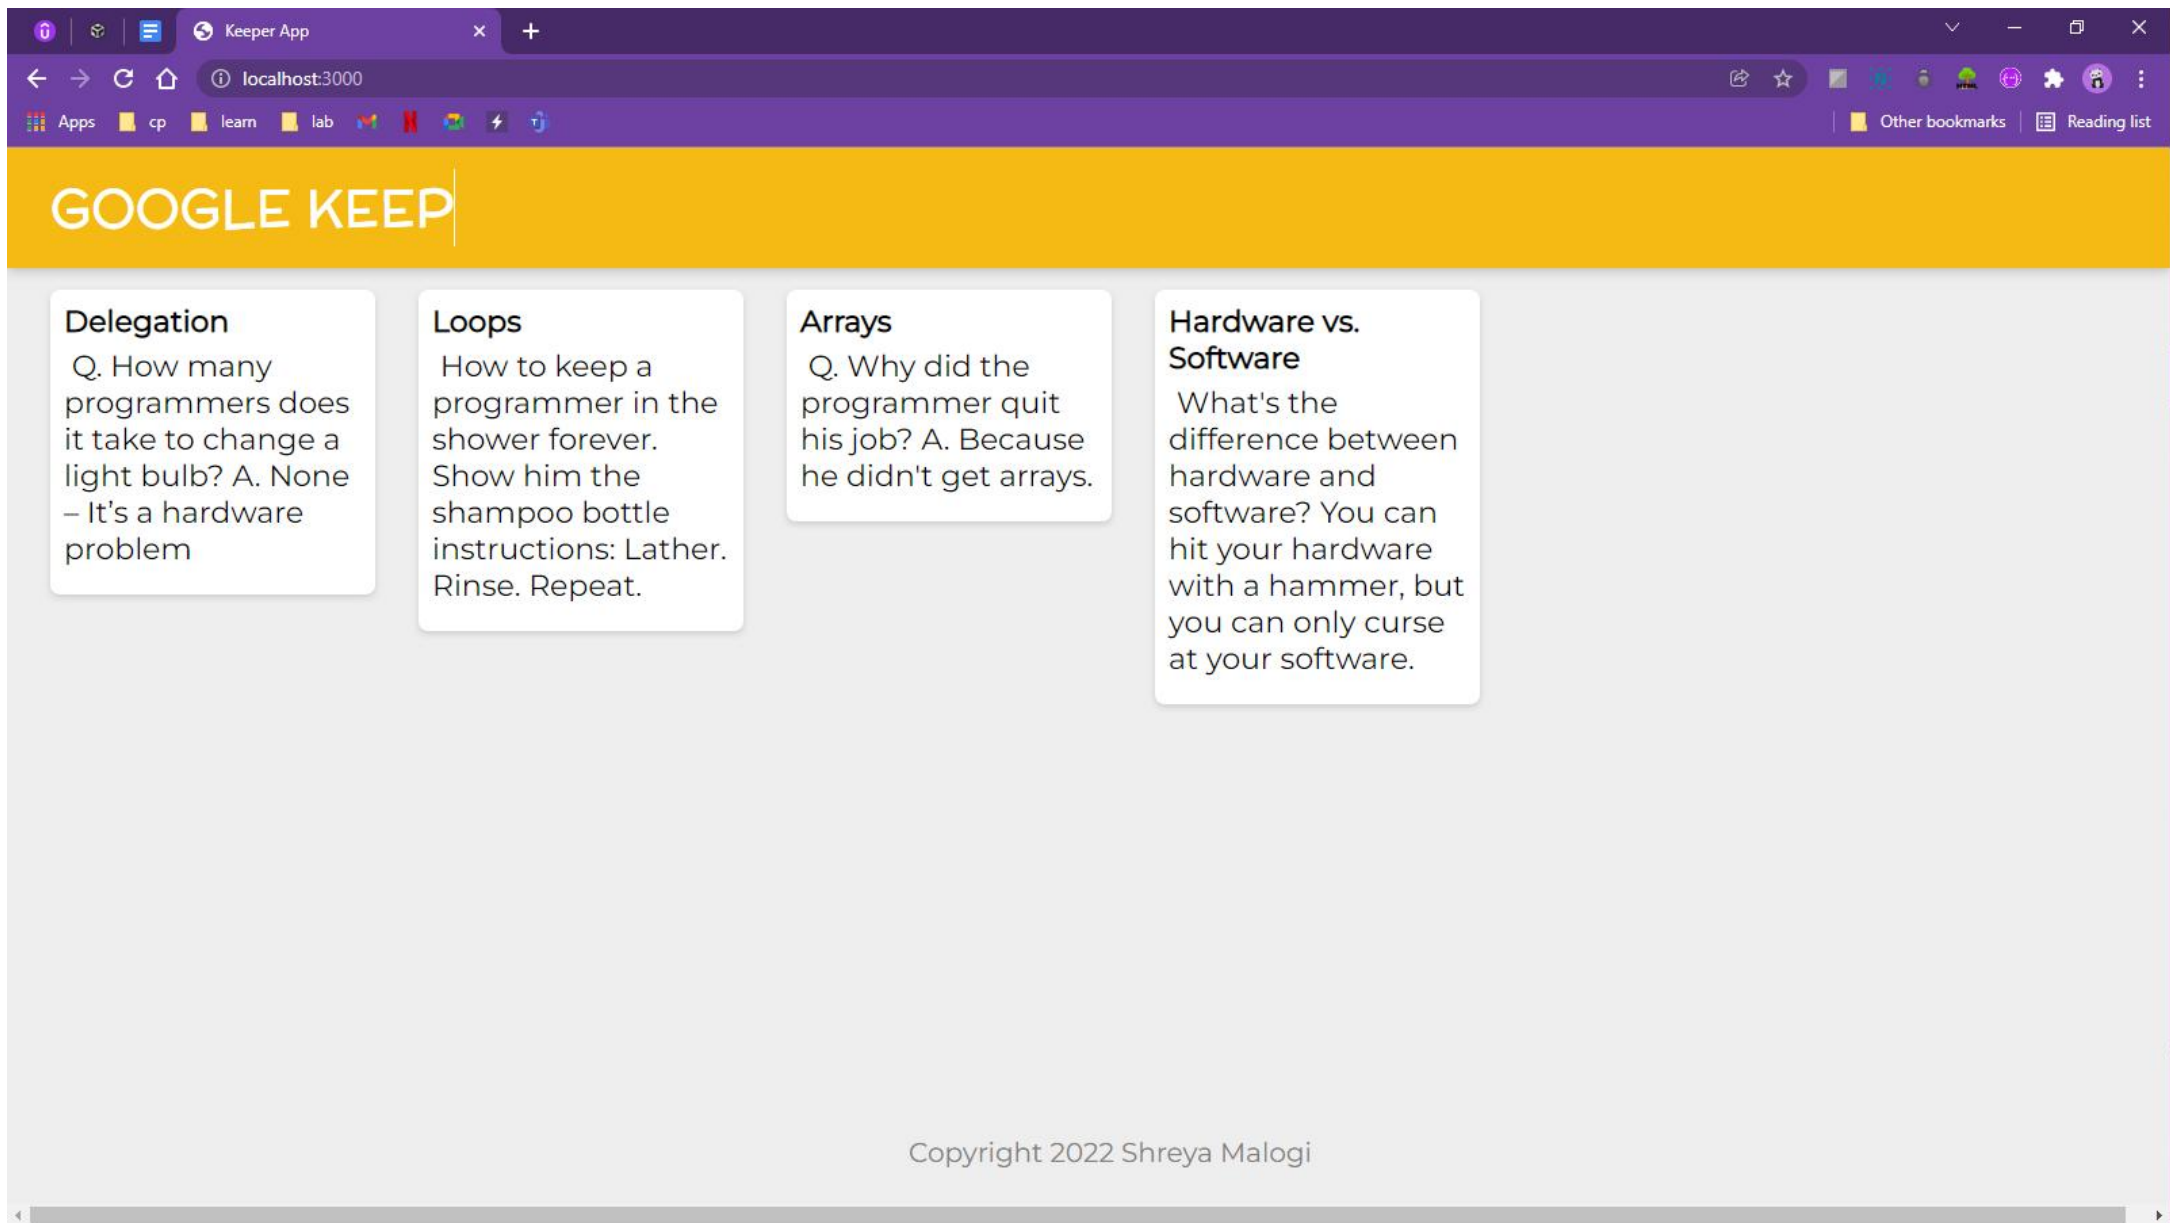 Keeper App
localhost:3000
Apps cp learn lab Other bookmarks Reading list
GOOGLE KEEP
Delegation
Q. How many
programmers does
it take to change a
light bulb? A. None
– It’s a hardware
problem
Loops
How to keep a
programmer in the
shower forever.
Show him the
shampoo bottle
instructions: Lather.
Rinse. Repeat.
Arrays
Q. Why did the
programmer quit
his job? A. Because
he didn't get arrays.
Hardware vs.
Software
What's the
difference between
hardware and
software? You can
hit your hardware
with a hammer, but
you can only curse
at your software.
Copyright 2022 Shreya Malogi